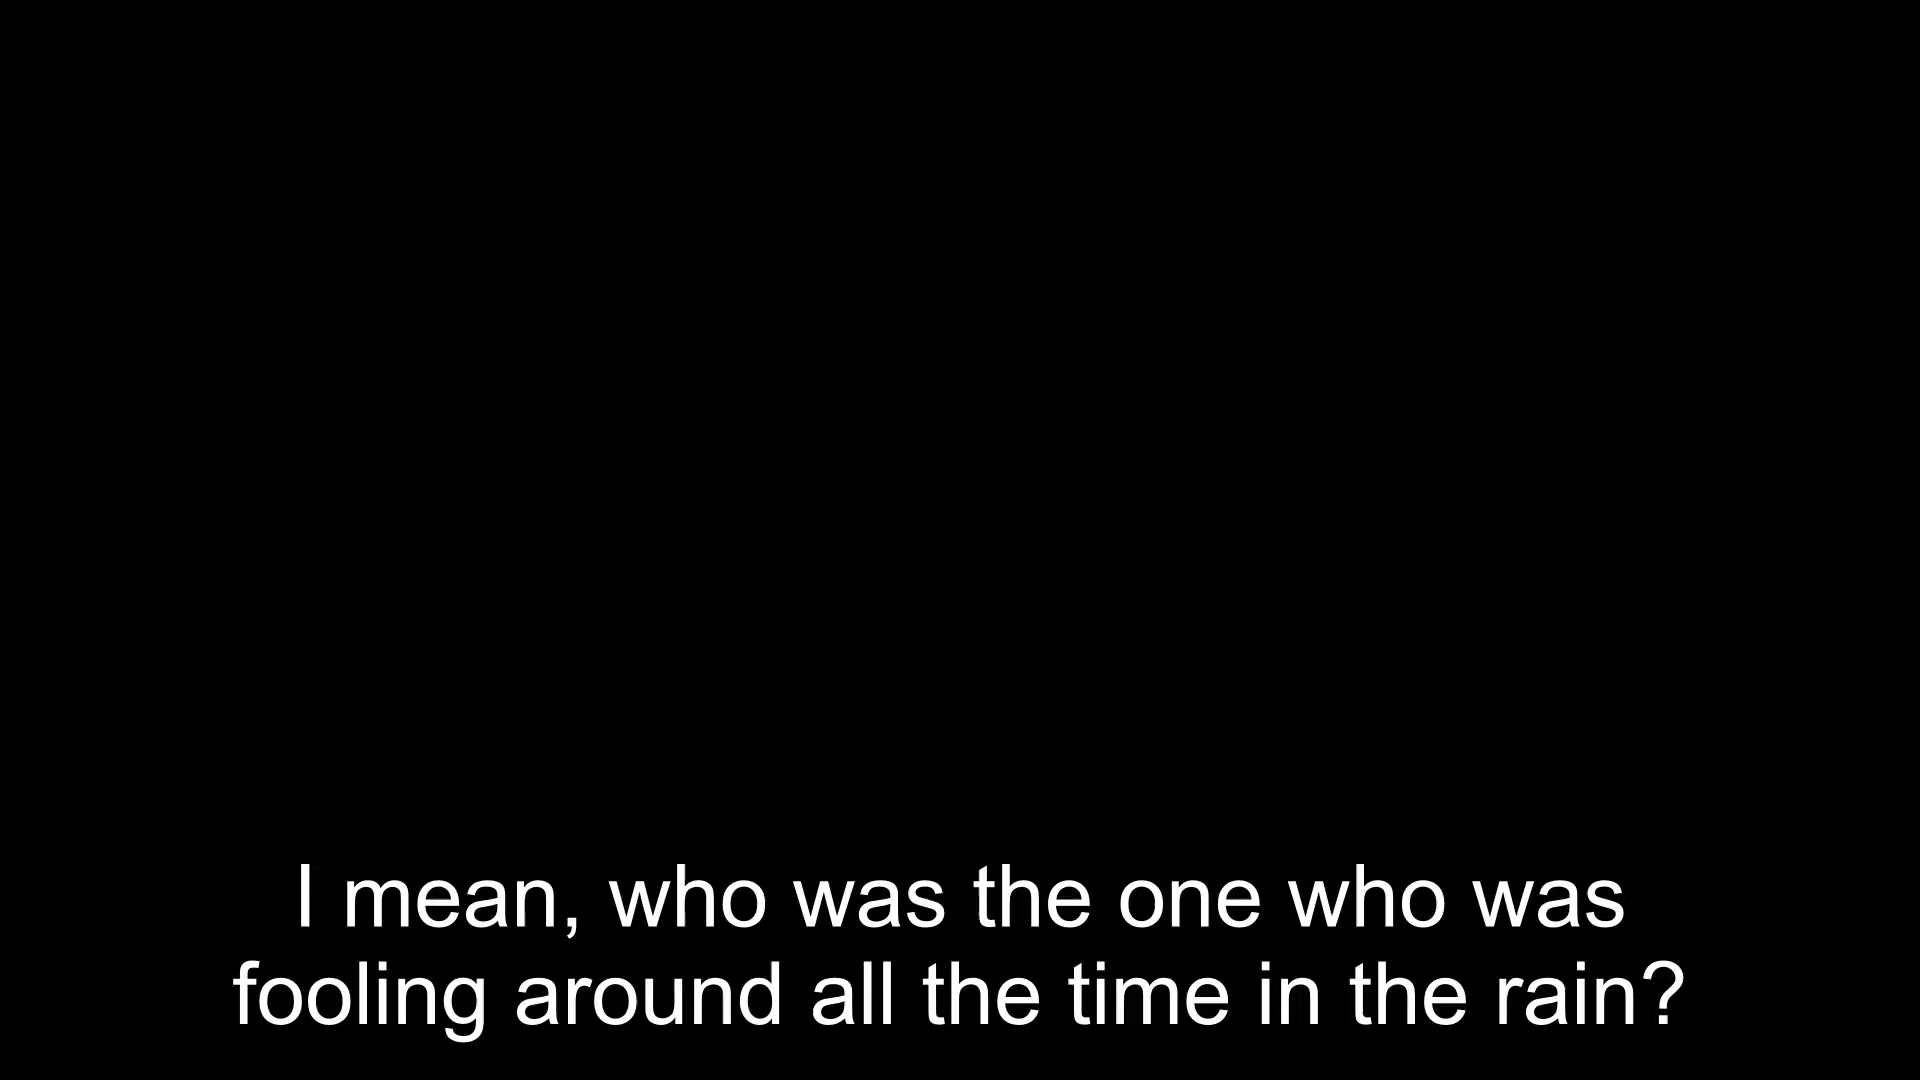 I mean, who was the one who was
fooling around all the time in the rain?